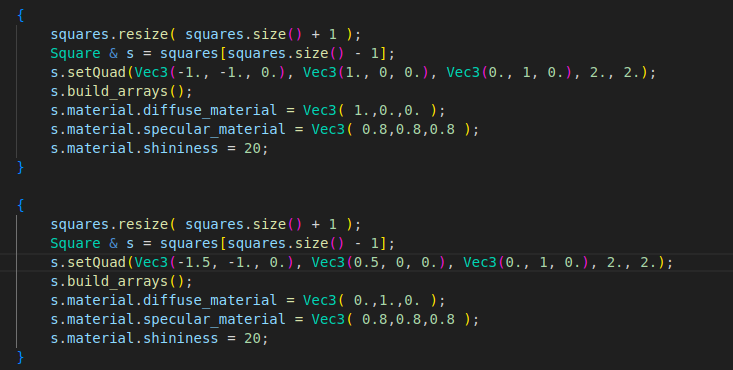 {
    squares.resize( squares.size() + 1 );
    Square & s = squares[squares.size() - 1];
    s.setQuad(Vec3(-1., -1., 0.), Vec3(1., 0, 0.), Vec3(0., 1, 0.), 2., 2.);
    s.build_arrays();
    s.material.diffuse_material = Vec3( 1.,0.,0. );
    s.material.specular_material = Vec3( 0.8,0.8,0.8 );
    s.material.shininess = 20;
}
{
    squares.resize( squares.size() + 1 );
    Square & s = squares[squares.size() - 1];
    s.setQuad(Vec3(-1.5, -1., 0.), Vec3(0.5, 0, 0.), Vec3(0., 1, 0.), 2., 2.);
    s.build_arrays();
    s.material.diffuse_material = Vec3( 0.,1.,0. );
    s.material.specular_material = Vec3( 0.8,0.8,0.8 );
    s.material.shininess = 20;
}